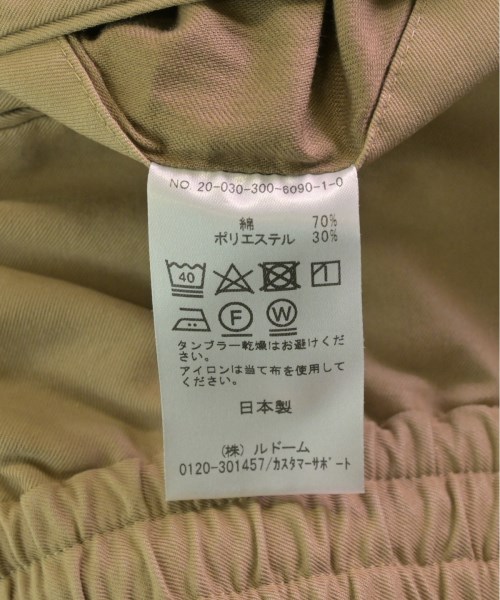 NO. 20-030-300-8090-1-0
綿 70%
ポリエステル 30%
40
F W
タンブラー乾燥はお避けくだ
さい。
アイロンは当て布を使用して
ください。
日本製
(株) ルドーム
0120-301457/カスタマーサポート